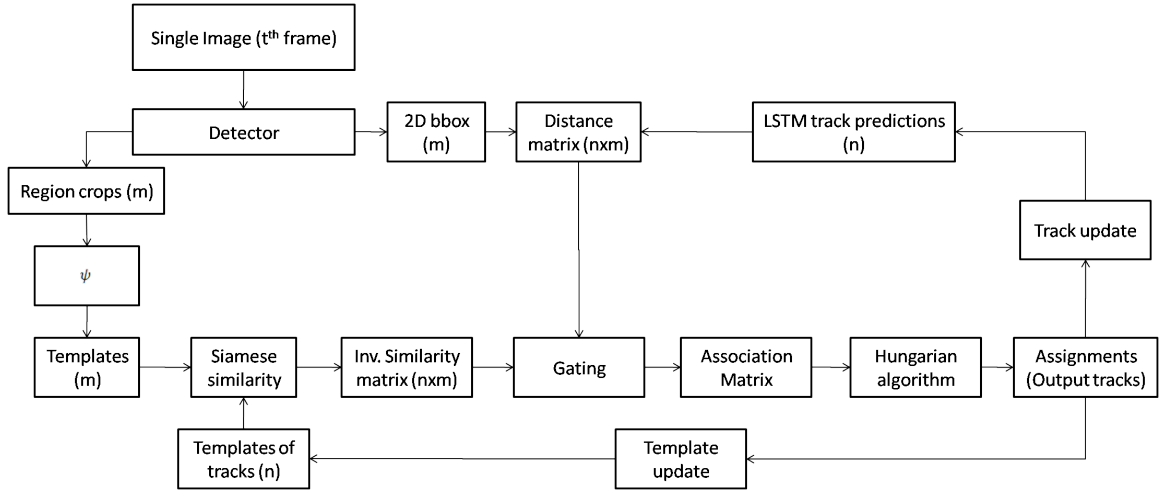 Single Image (tth frame)
Detector
2D bbox
(m)
Distance
matrix (nxm)
LSTM track predictions
(n)
Region crops (m)
Track update
ψ
Templates
(m)
Siamese
similarity
Inv. Similarity
matrix (nxm)
Gating
Association
Matrix
Hungarian
algorithm
Assignments
(Output tracks)
Templates of
tracks (n)
Template
update